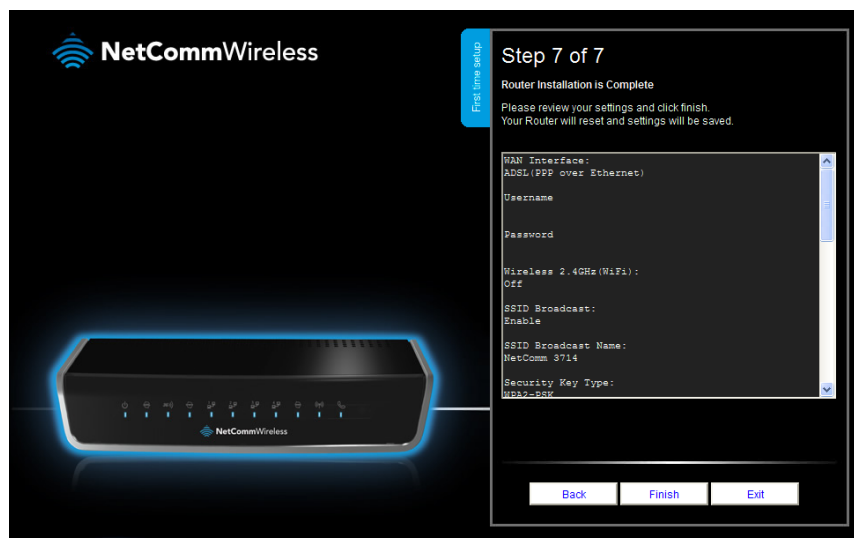 NetCommWireless
First time setup
Step 7 of 7
Router Installation is Complete
Please review your settings and click finish.
Your Router will reset and settings will be saved.
WAN Interface:
ADSL(PPP over Ethernet)
Username
Password
Wireless 2.4GHz(WiFi):
Off
SSID Broadcast:
Enable
SSID Broadcast Name:
NetComm 3714
Security Key Type:
WPA2-PSK
NetCommWireless
Back Finish Exit